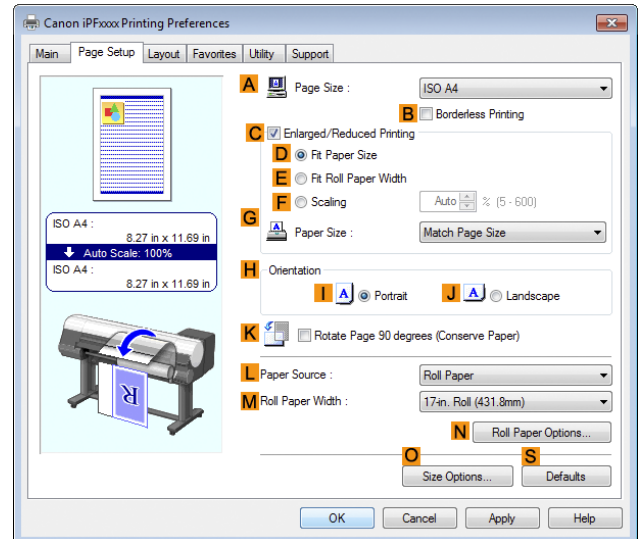 Canon iPFxxxx Printing Preferences
Main Page Setup Layout Favorites Utility Support
A Page Size : ISO A4
B Borderless Printing
C Enlarged/Reduced Printing
D Fit Paper Size
E Fit Roll Paper Width
F Scaling Auto % (5 - 600)
G Paper Size : Match Page Size
ISO A4 :
8.27 in x 11.69 in
Auto Scale: 100%
ISO A4 :
8.27 in x 11.69 in
H Orientation
I A Portrait J A Landscape
K Rotate Page 90 degrees (Conserve Paper)
R
L Paper Source : Roll Paper
M Roll Paper Width : 17-in. Roll (431.8mm)
N Roll Paper Options...
O S
Size Options... Defaults
OK Cancel Apply Help